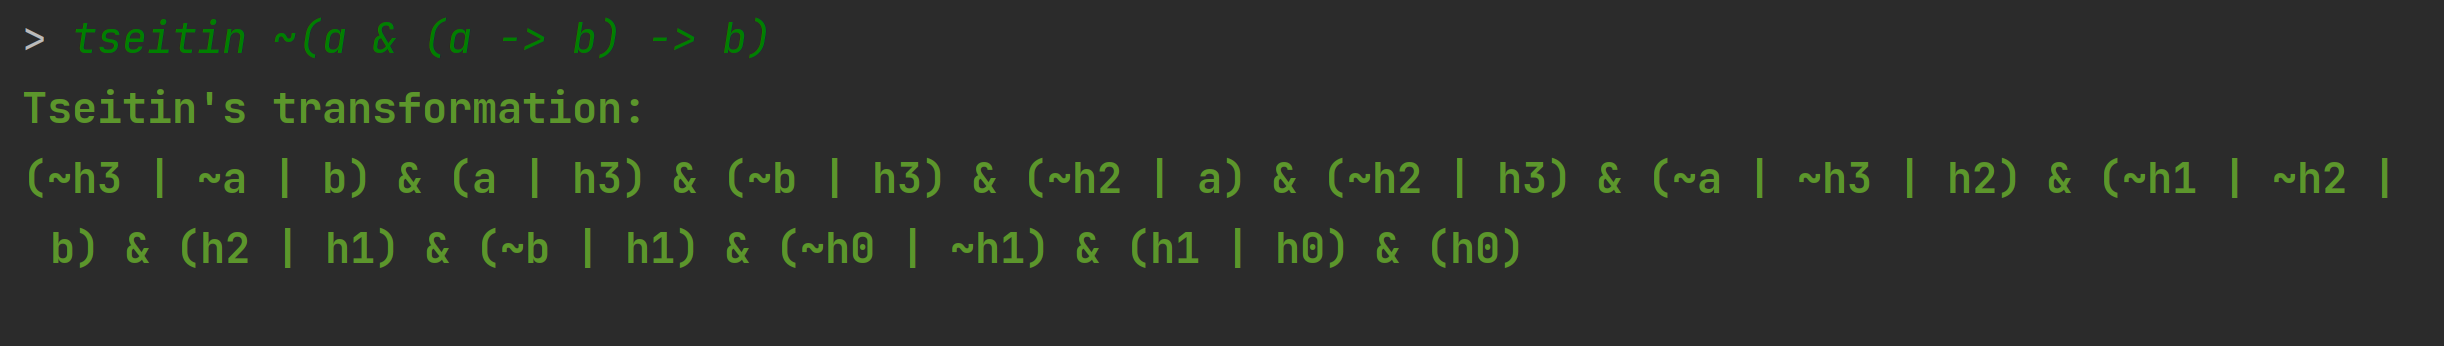 > tseitin ~(a & (a -> b) -> b)
Tseitin's transformation:
(~h3 | ~a | b) & (a | h3) & (~b | h3) & (~h2 | a) & (~h2 | h3) & (~a | ~h3 | h2) & (~h1 | ~h2 |
b) & (h2 | h1) & (~b | h1) & (~h0 | ~h1) & (h1 | h0) & (h0)